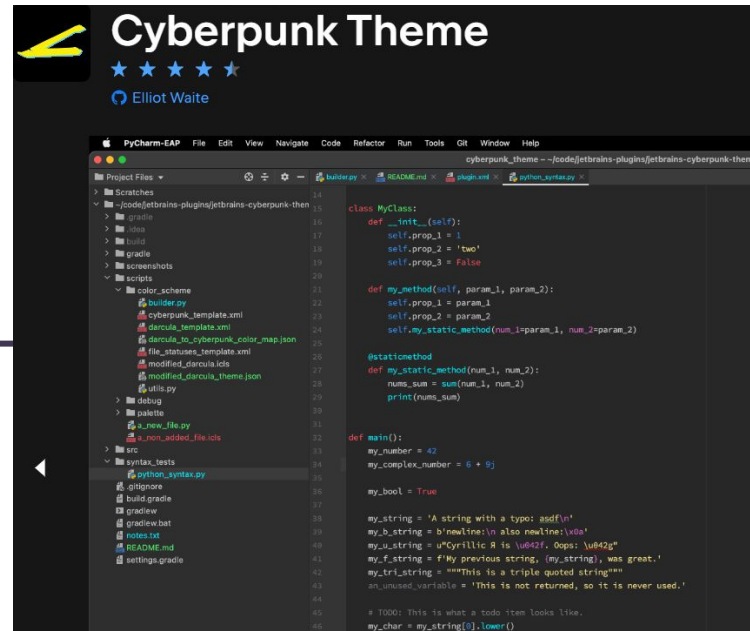 Cyberpunk Theme
Elliot Waite
PyCharm-EAP File Edit View Navigate Code Refactor Run Tools Git Window Help
cyberpunk_theme – ~/code/jetbrains-plugins/jetbrains-cyberpunk-then
Project Files
builder.py
README.md
plugin.xml
python_syntax.py
Scratches
~/code/jetbrains-plugins/jetbrains-cyberpunk-then
.gradle
.idea
build
gradle
screenshots
scripts
color_scheme
builder.py
cyberpunk_template.xml
darcula_template.xml
darcula_to_cyberpunk_color_map.json
file_statuses_template.xml
modified_darcula.icls
modified_darcula_theme.json
utils.py
debug
palette
a_new_file.py
a_non_added_file.icls
src
syntax_tests
python_syntax.py
.gitignore
build.gradle
gradlew
gradlew.bat
notes.txt
README.md
settings.gradle
14
15 class MyClass:
16 def __init__(self):
17 self.prop_1 = 1
18 self.prop_2 = 'two'
19 self.prop_3 = False
20
21 def my_method(self, param_1, param_2):
22 self.prop_1 = param_1
23 self.prop_2 = param_2
24 self.my_static_method(num_1=param_1, num_2=param_2)
25
26 @staticmethod
27 def my_static_method(num_1, num_2):
28 nums_sum = sum(num_1, num_2)
29 print(nums_sum)
30
31
32 def main():
33 my_number = 42
34 my_complex_number = 6 + 9j
35
36 my_bool = True
37
38 my_string = 'A string with a typo: asdf\n'
39 my_b_string = b'newline:\n also newline:\x0a'
40 my_u_string = u"Cyrillic Я is \u042f. Oops: \u042g"
41 my_f_string = f'My previous string, {my_string}, was great.'
42 my_tri_string = """This is a triple quoted string"""
43 an_unused_variable = 'This is not returned, so it is never used.'
44
45 # TODO: This is what a todo item looks like.
46 my_char = my_string[0].lower()